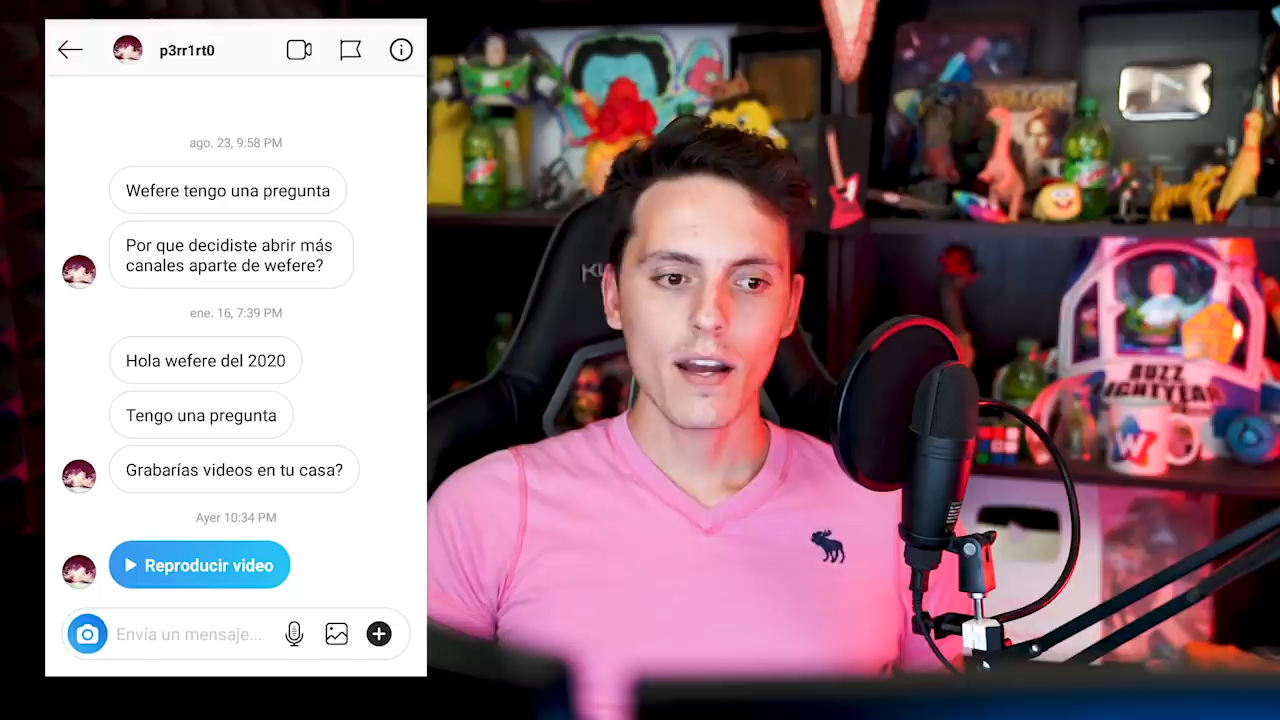 p3rr1rt0
ago. 23, 9:58 PM
Wefere tengo una pregunta
Por que decidiste abrir más
canales aparte de wefere?
ene. 16, 7:39 PM
Hola wefere del 2020
Tengo una pregunta
Grabarías videos en tu casa?
Ayer 10:34 PM
Reproducir video
Envía un mensaje...
BUZZ
LIGHTYEAR
W